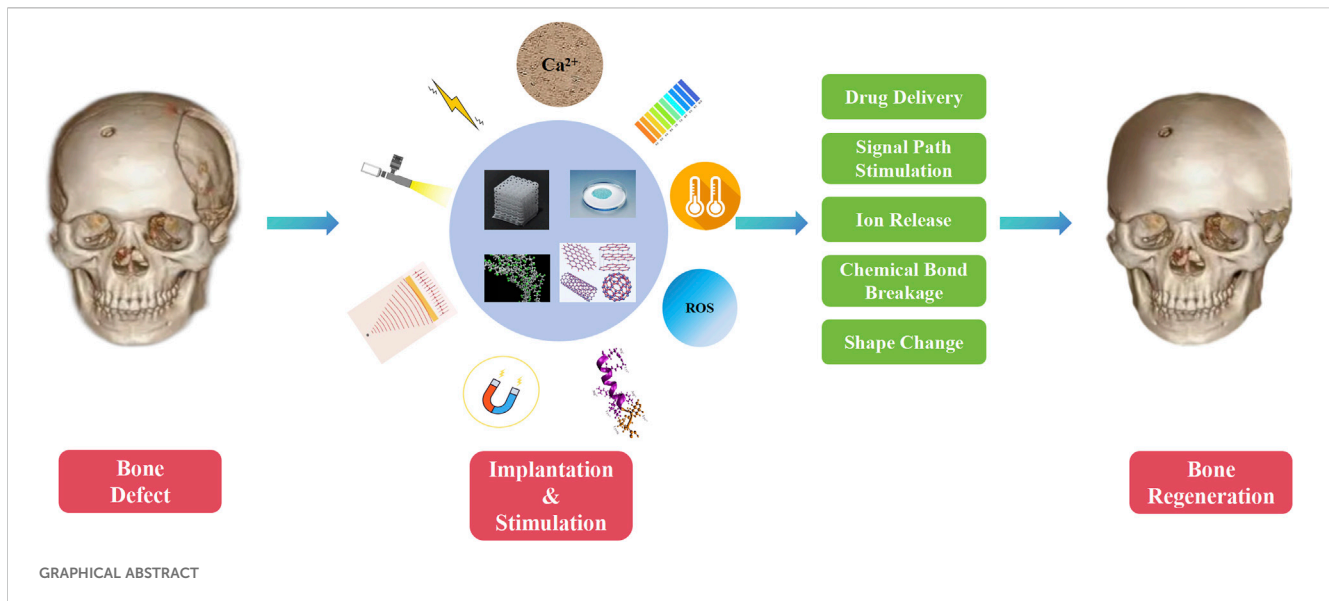 Ca²⁺
ROS
Drug Delivery
Signal Path
Stimulation
Ion Release
Chemical Bond
Breakage
Shape Change
Bone
Defect
Implantation
&
Stimulation
Bone
Regeneration
GRAPHICAL ABSTRACT